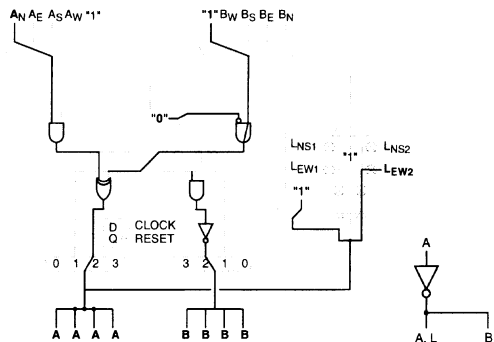 AN AE AS AW "1"
"1" BW BS BE BN
"0"
LNS1 "1" LNS2
LEW1 LEW2
"1"
D CLOCK
Q RESET
0 1 2 3
3 2 1 0
A A A A
B B B B
A
A, L B